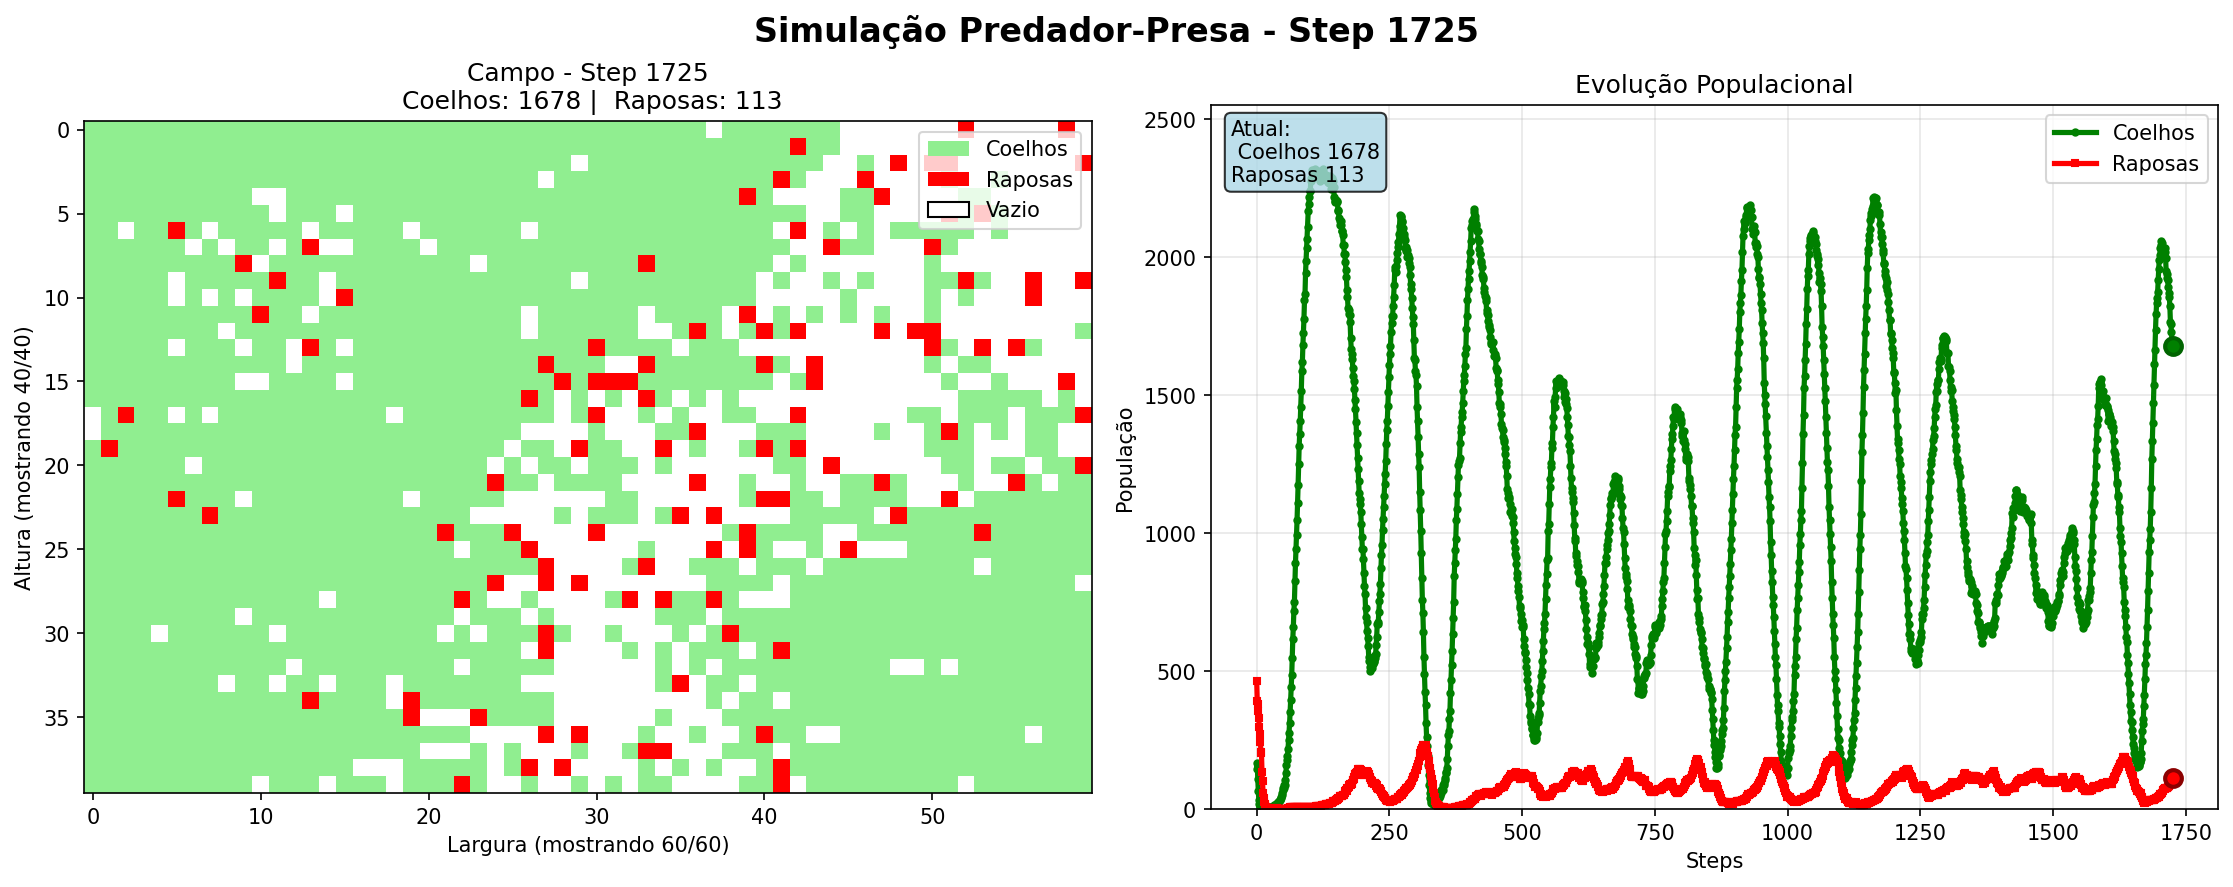 Simulação Predador-Presa - Step 1725
Campo - Step 1725
Coelhos: 1678 |  Raposas: 113
Coelhos
Raposas
Vazio
0
5
10
15
20
25
30
35
Altura (mostrando 40/40)
0
10
20
30
40
50
Largura (mostrando 60/60)
Evolução Populacional
Atual:
Coelhos 1678
Raposas 113
Coelhos
Raposas
2500
2000
1500
1000
500
0
População
0
250
500
750
1000
1250
1500
1750
Steps